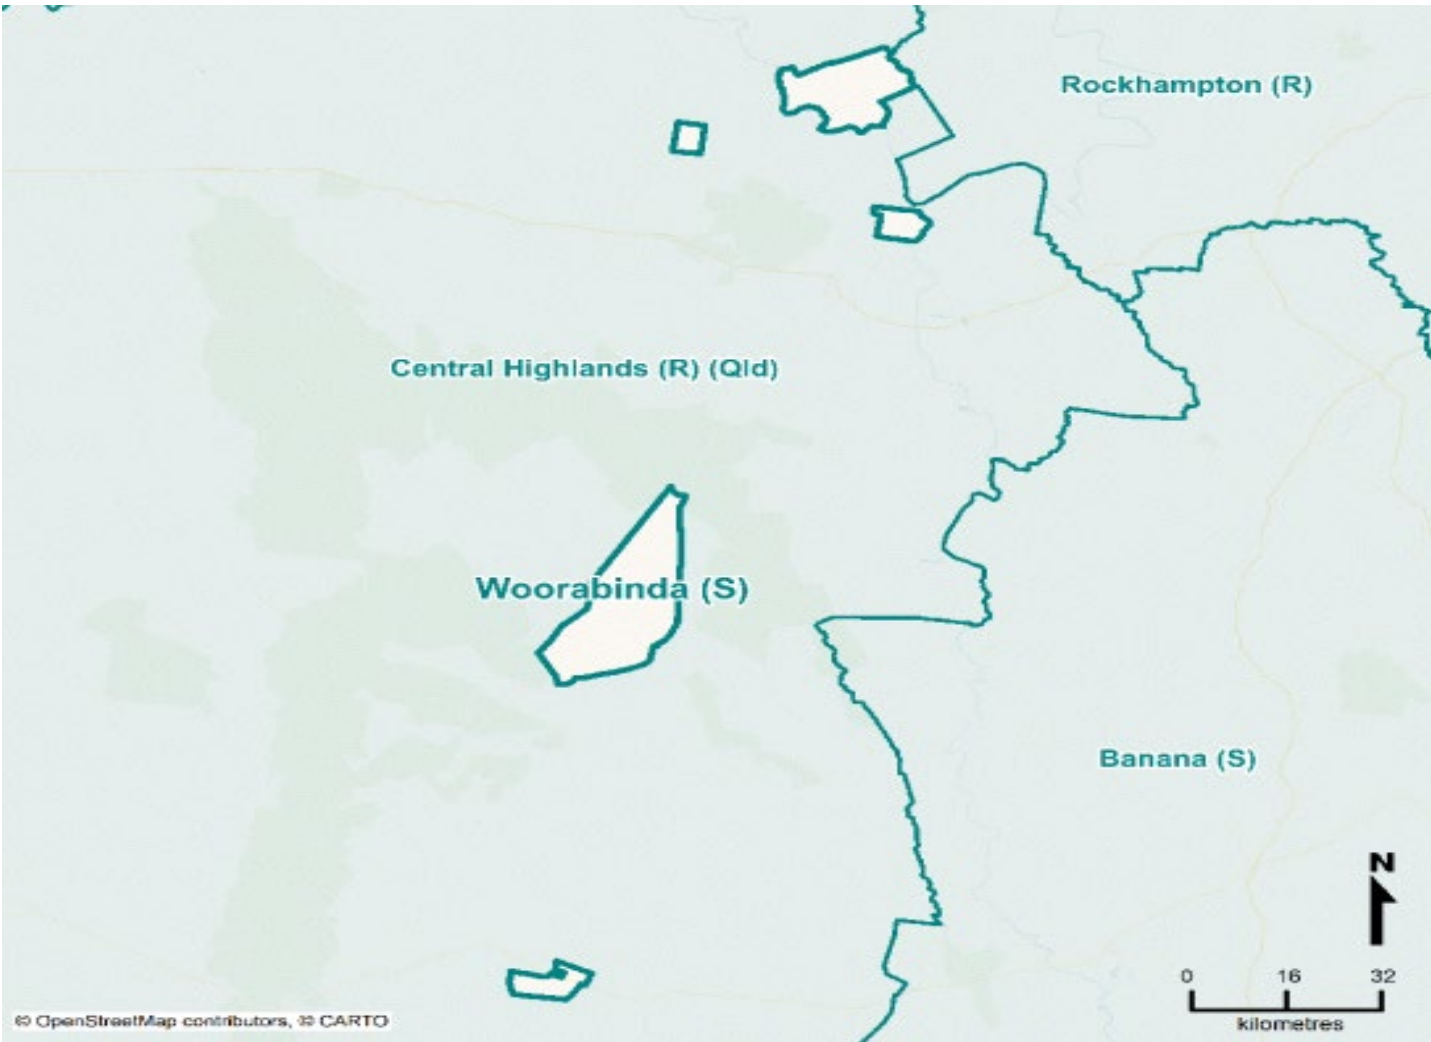 Rockhampton (R)
Central Highlands (R) (Qld)
Woorabinda (S)
Banana (S)
N
0 16 32
kilometres
© OpenStreetMap contributors, © CARTO